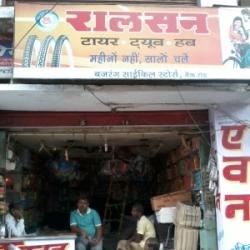 रालसन
टायर • ट्यूब • हब
महीनों नहीं, सालों चले
बजरंग साईकिल स्टोर्स, बैंक रोड
ए
व
न